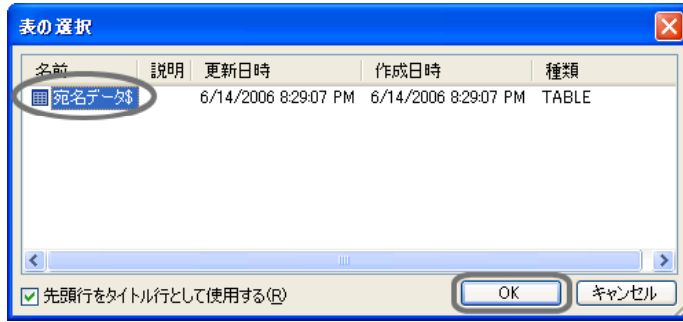 表の選択
名前 説明 更新日時 作成日時 種類
宛名データ$ 6/14/2006 8:29:07 PM 6/14/2006 8:29:07 PM TABLE
先頭行をタイトル行として使用する(R)
OK キャンセル